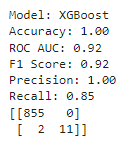 Model: XGBoost
Accuracy: 1.00
ROC AUC: 0.92
F1 Score: 0.92
Precision: 1.00
Recall: 0.85
[[855   0]
 [  2  11]]